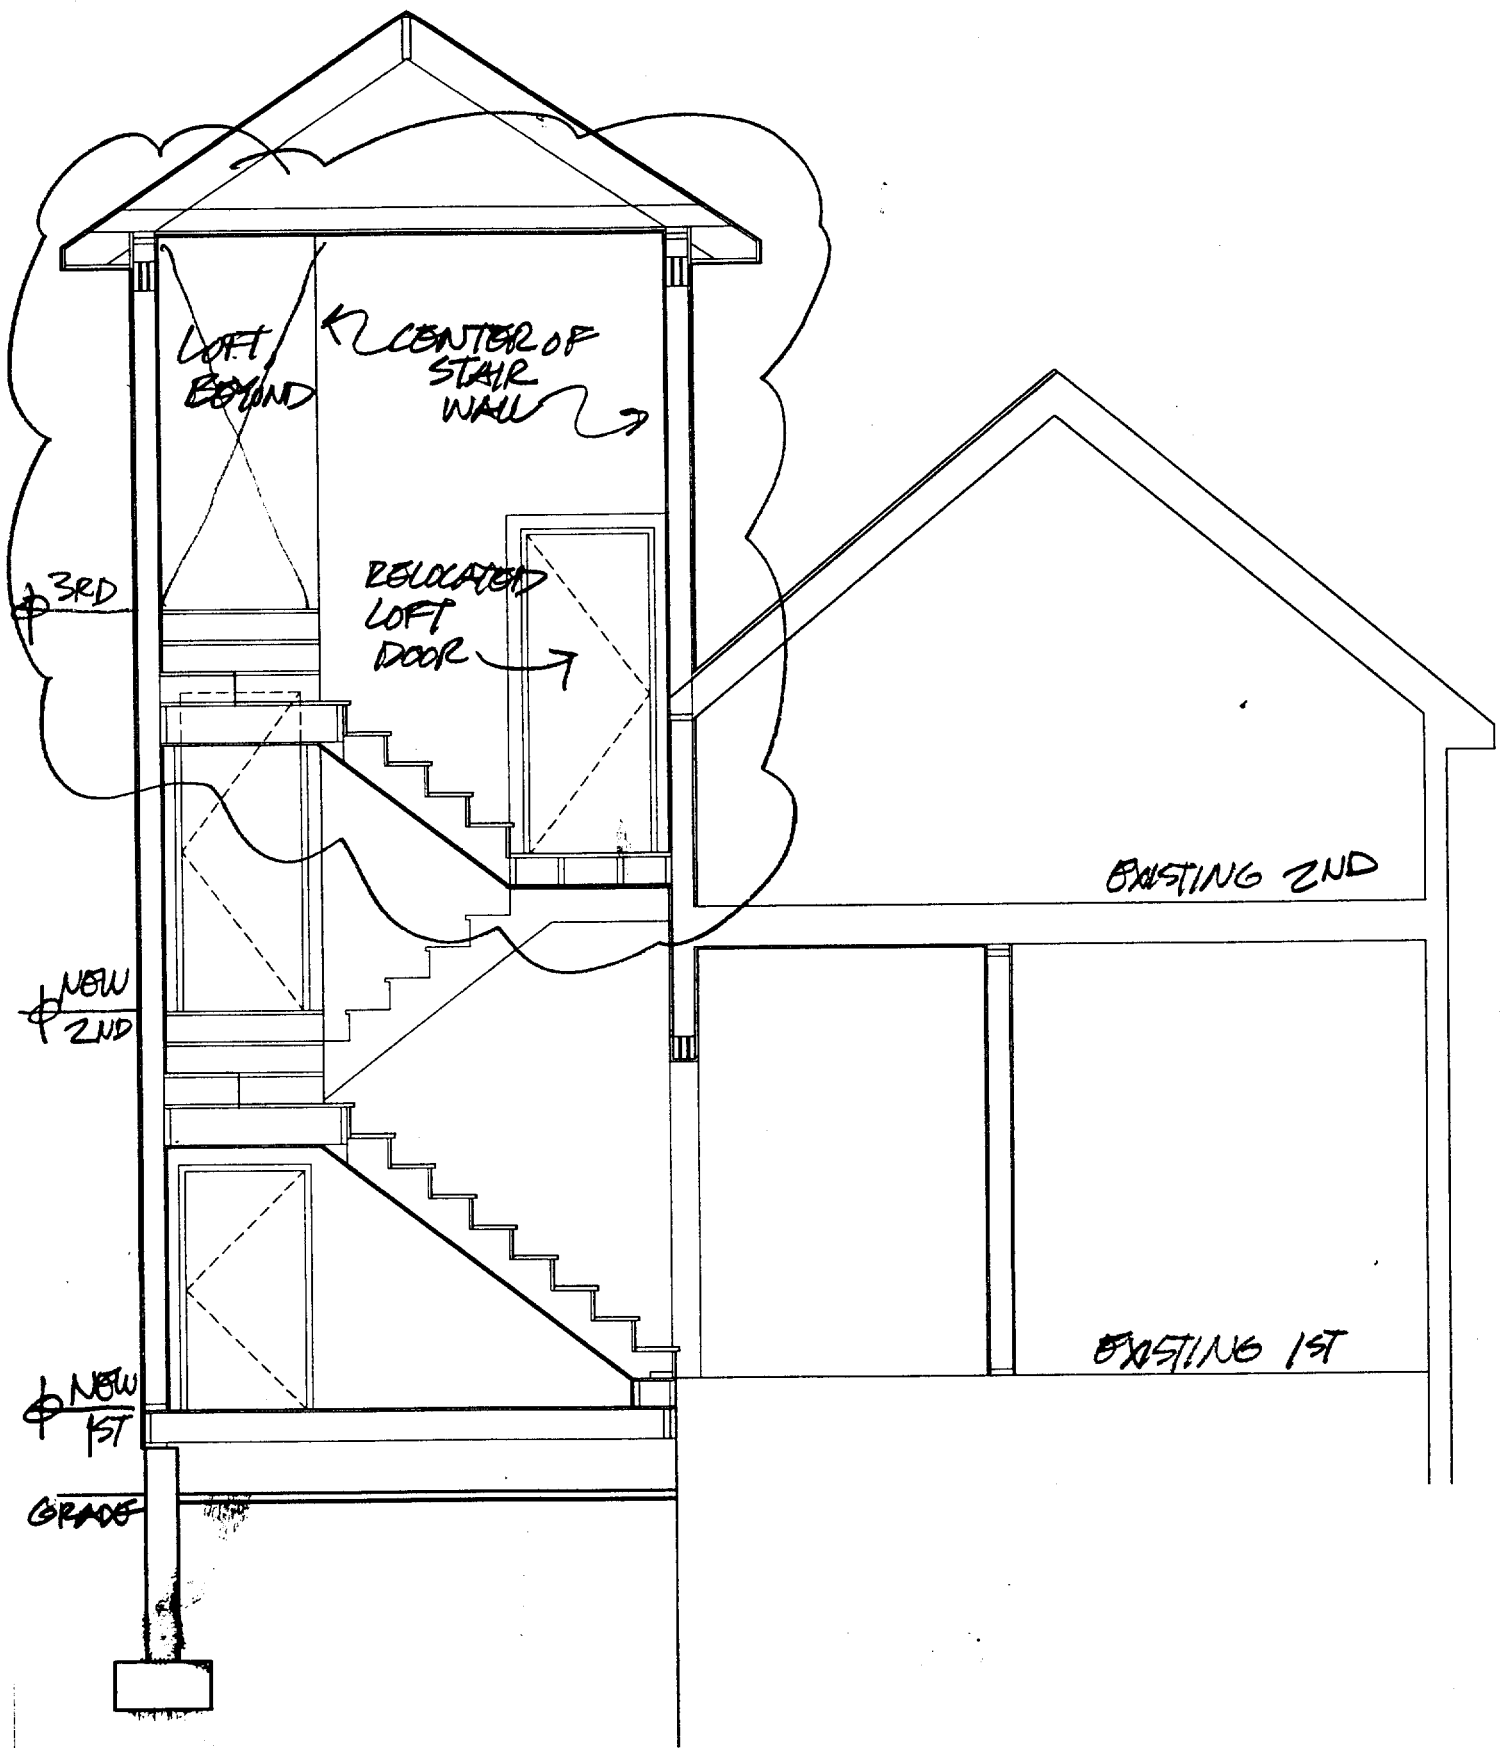 LOFT
BEYOND
CENTER OF
STAIR
WALL
RELOCATED
LOFT
DOOR
3RD
EXISTING 2ND
NEW
2ND
EXISTING 1ST
NEW
1ST
GRADE